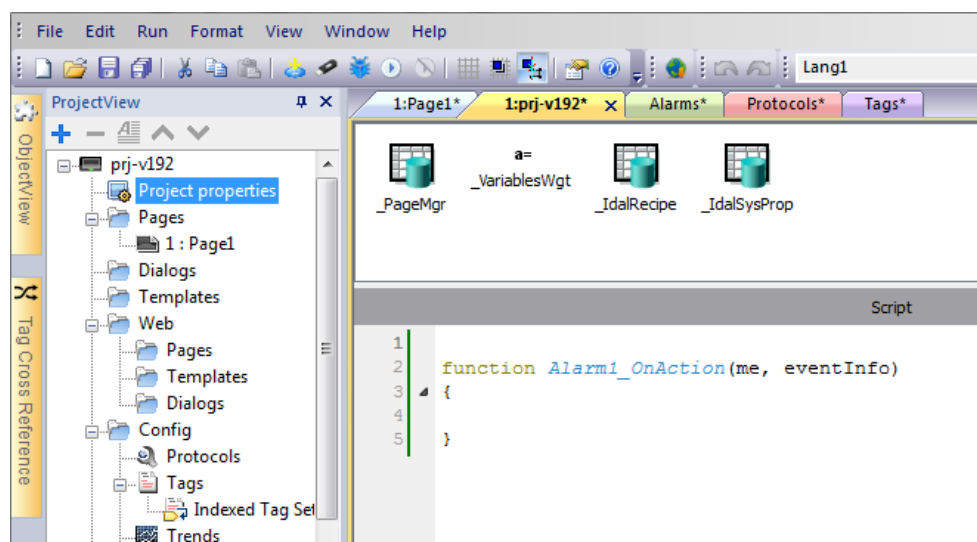 File Edit Run Format View Window Help
Lang1
ObjectView
Tag Cross Reference
ProjectView
prj-v192
Project properties
Pages
1 : Page1
Dialogs
Templates
Web
Pages
Templates
Dialogs
Config
Protocols
Tags
Indexed Tag Set
Trends
1:Page1* 1:prj-v192* Alarms* Protocols* Tags*
a=
_PageMgr _VariablesWgt _IdalRecipe _IdalSysProp
Script
1
2 function Alarm1_OnAction(me, eventInfo)
3 {
4
5 }